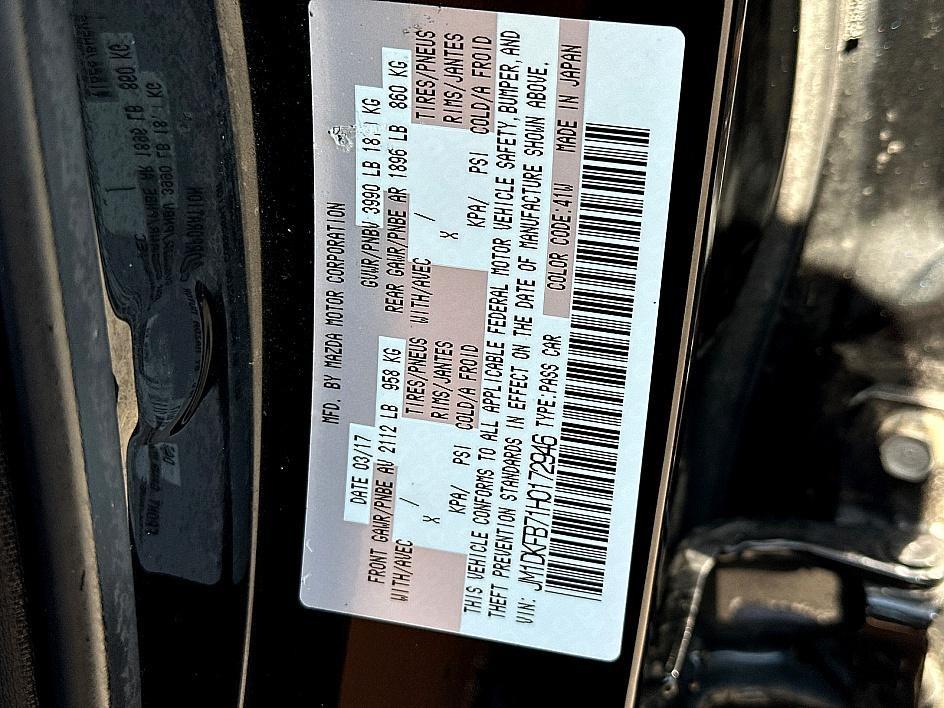 MFD. BY MAZDA MOTOR CORPORATION
DATE 03/17
GVWR/PNBV 3990 LB KG
FRONT GAWR/PNBE AV 2112 LB 958 KG
REAR GAWR/PNBE AR 1896 LB 860 KG
WITH/AVEC / TIRES/PNEUS
WITH/AVEC / TIRES/PNEUS
X RIMS/JANTES
X RIMS/JANTES
KPA/ PSI COLD/A FROID
KPA/ PSI COLD/A FROID
THIS VEHICLE CONFORMS TO ALL APPLICABLE FEDERAL MOTOR VEHICLE SAFETY, BUMPER, AND
THEFT PREVENTION STANDARDS IN EFFECT ON THE DATE OF MANUFACTURE SHOWN ABOVE.
VIN: JM1DKFB71H0172946 TYPE:PASS CAR COLOR CODE:41W MADE IN JAPAN